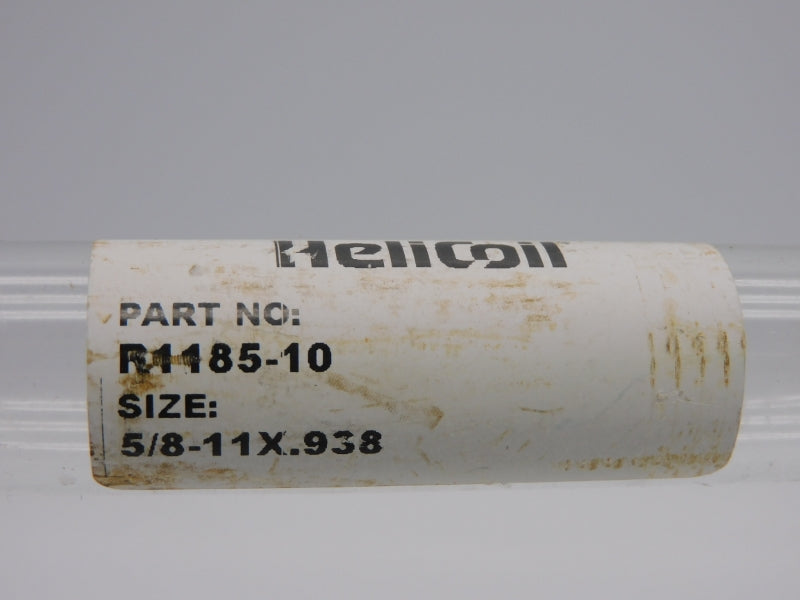 HeliCoil
PART NO:
R1185-10
SIZE:
5/8-11X.938